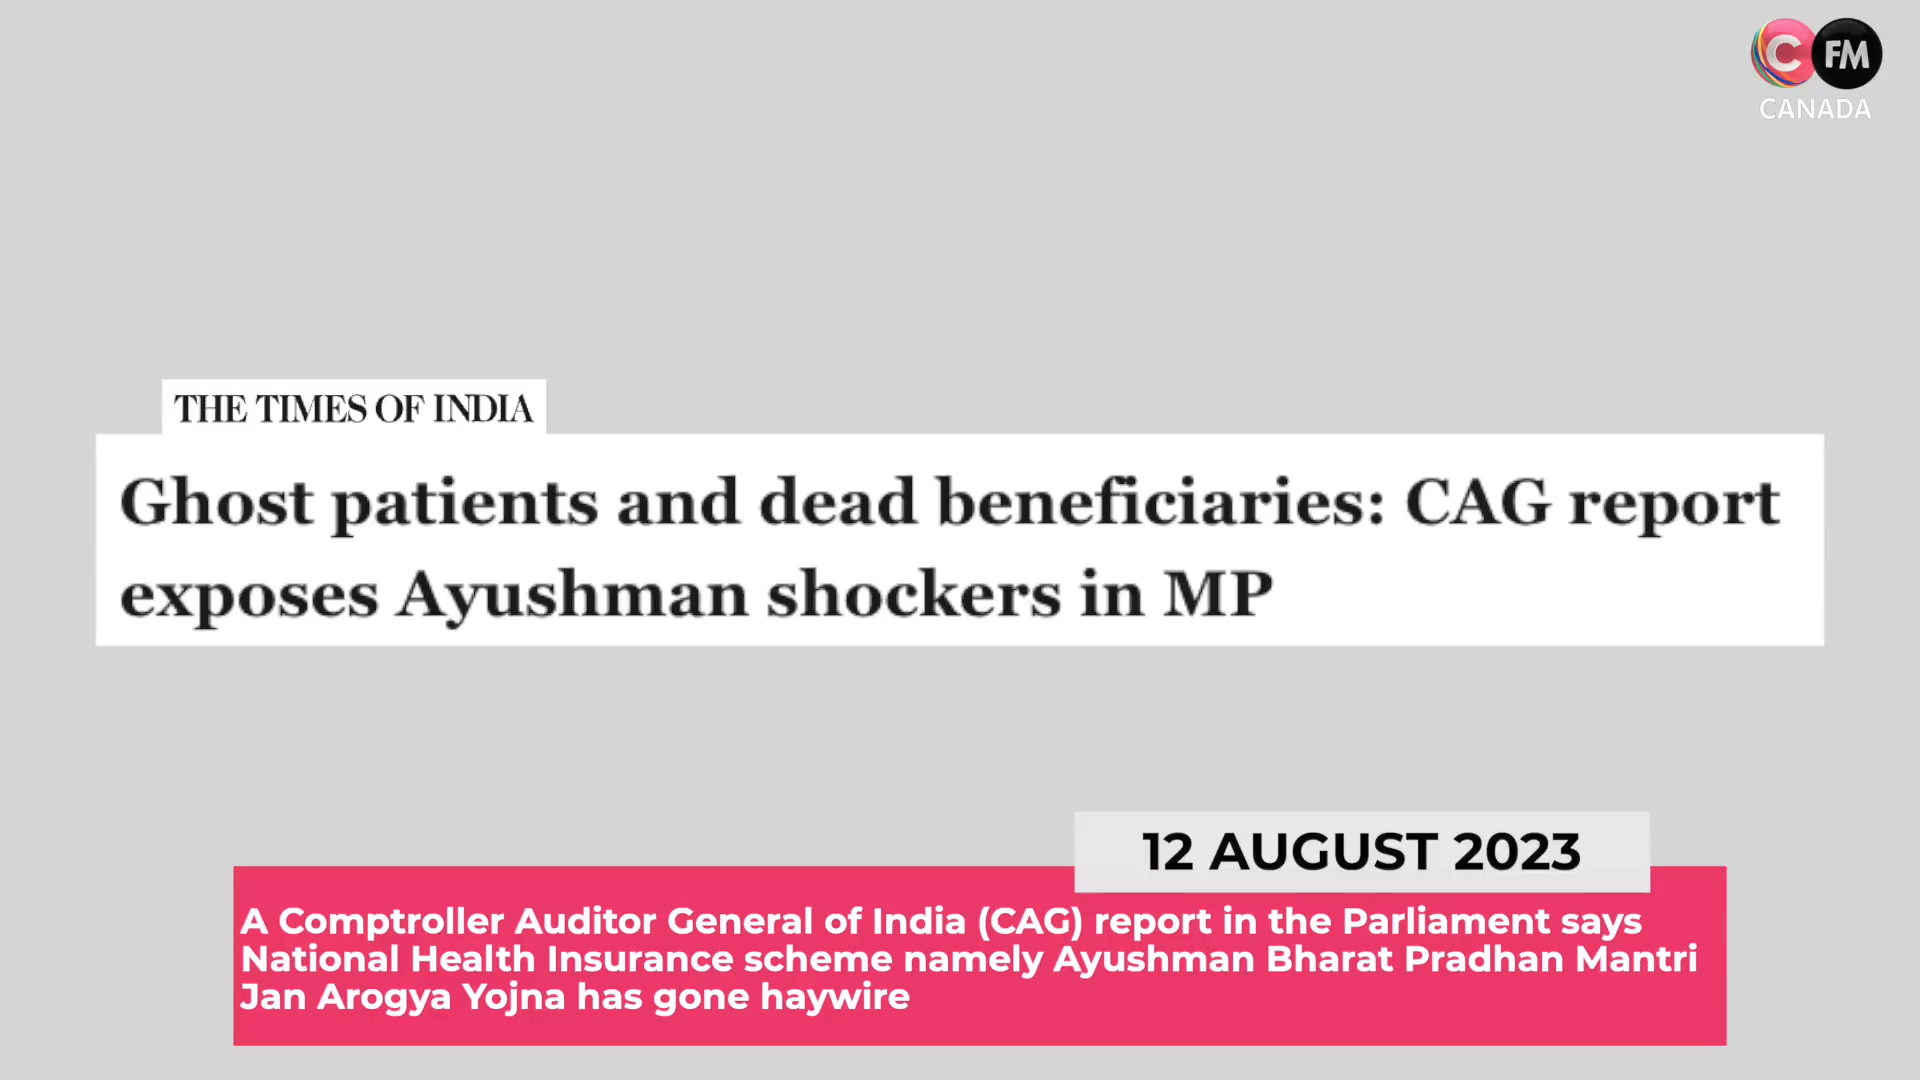 C FM
CANADA
THE TIMES OF INDIA
Ghost patients and dead beneficiaries: CAG report
exposes Ayushman shockers in MP
12 AUGUST 2023
A Comptroller Auditor General of India (CAG) report in the Parliament says
National Health Insurance scheme namely Ayushman Bharat Pradhan Mantri
Jan Arogya Yojna has gone haywire